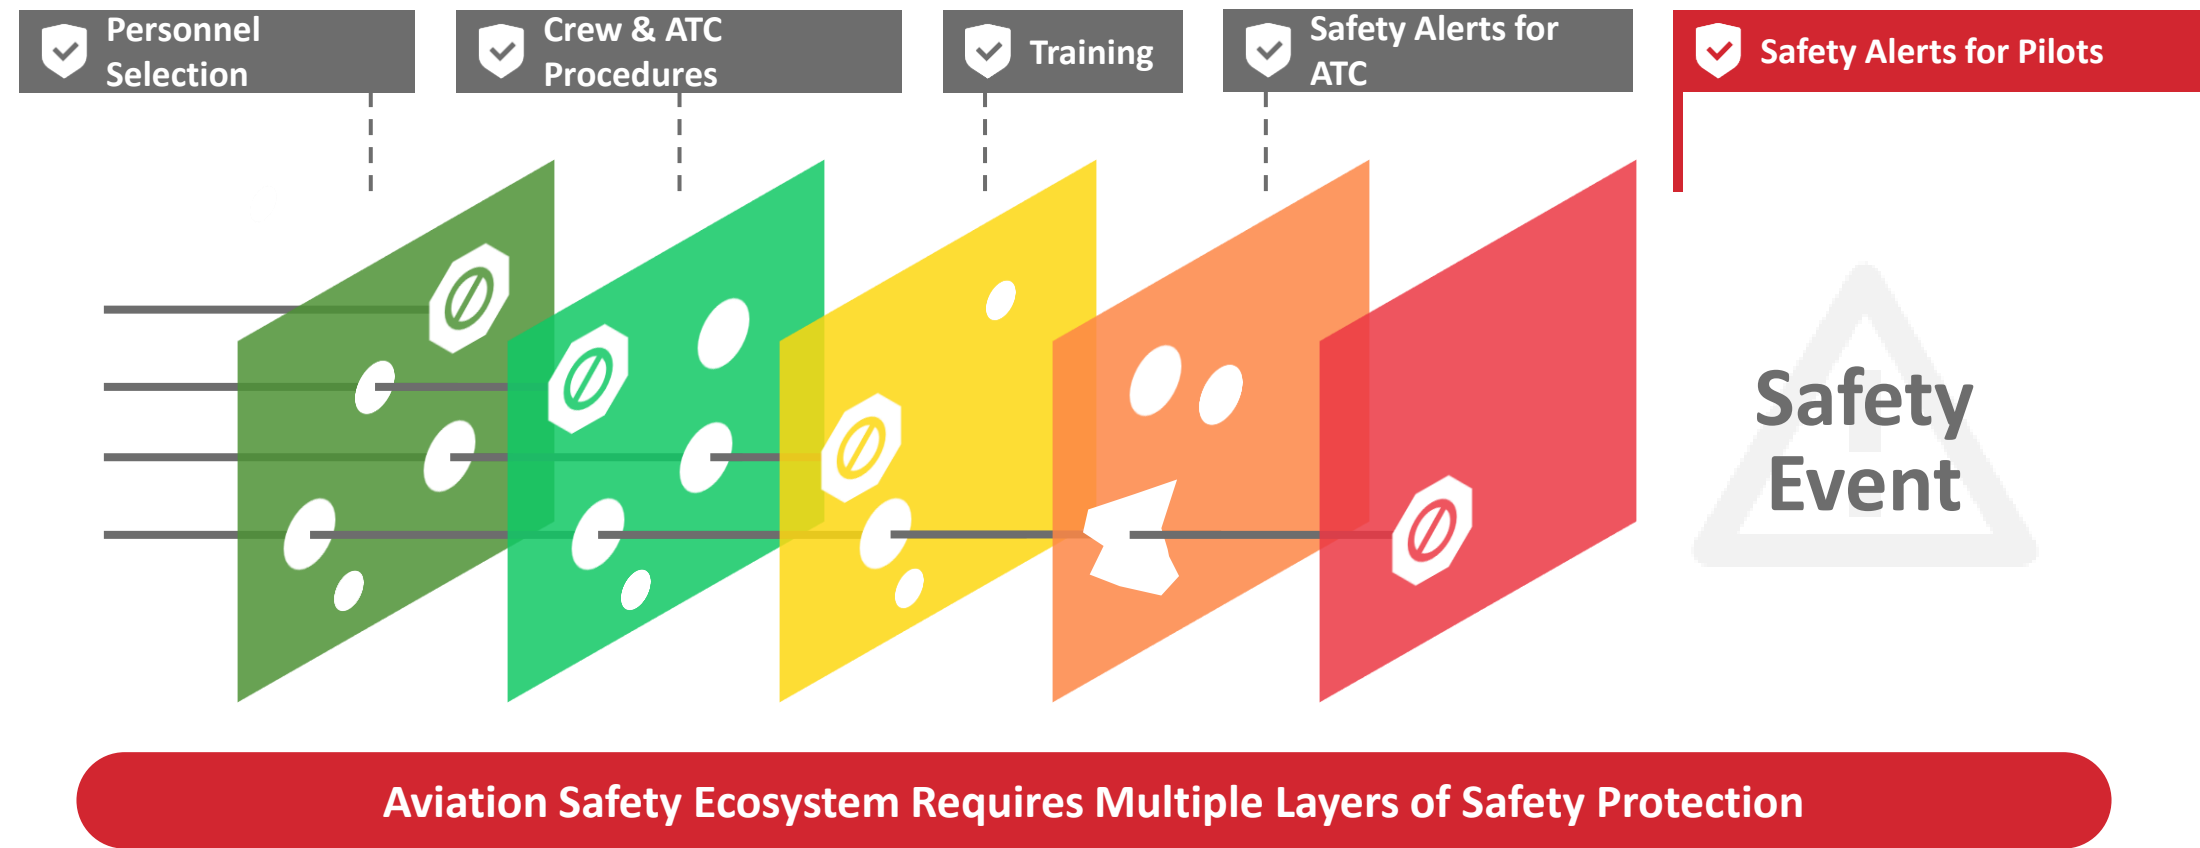 Personnel
Selection
Crew & ATC
Procedures
Training
Safety Alerts for
ATC
Safety Alerts for Pilots
Safety
Event
Aviation Safety Ecosystem Requires Multiple Layers of Safety Protection